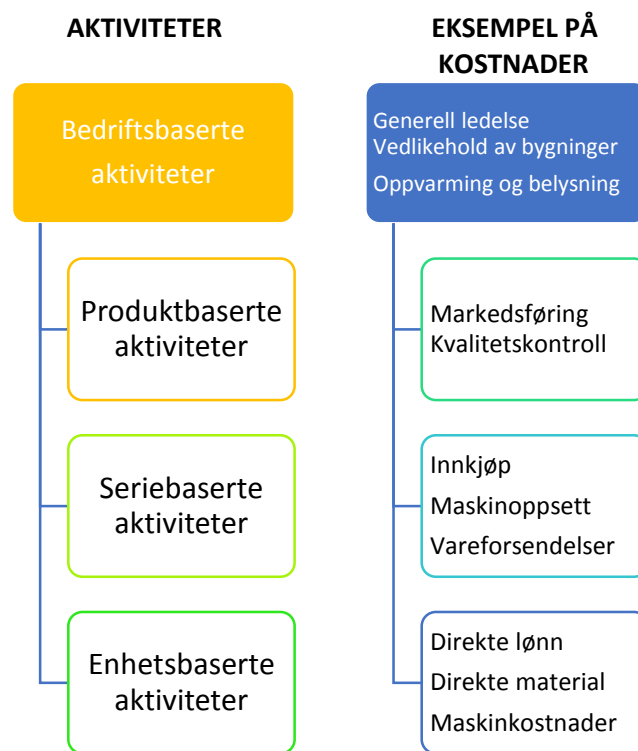 AKTIVITETER
Bedriftsbaserte
aktiviteter
Produktbaserte
aktiviteter
Seriebaserte
aktiviteter
Enhetsbaserte
aktiviteter
EKSEMPEL PÅ
KOSTNADER
Generell ledelse
Vedlikehold av bygninger
Oppvarming og belysning
Markedsføring
Kvalitetskontroll
Innkjøp
Maskinoppsett
Vareforsendelser
Direkte lønn
Direkte material
Maskinkostnader